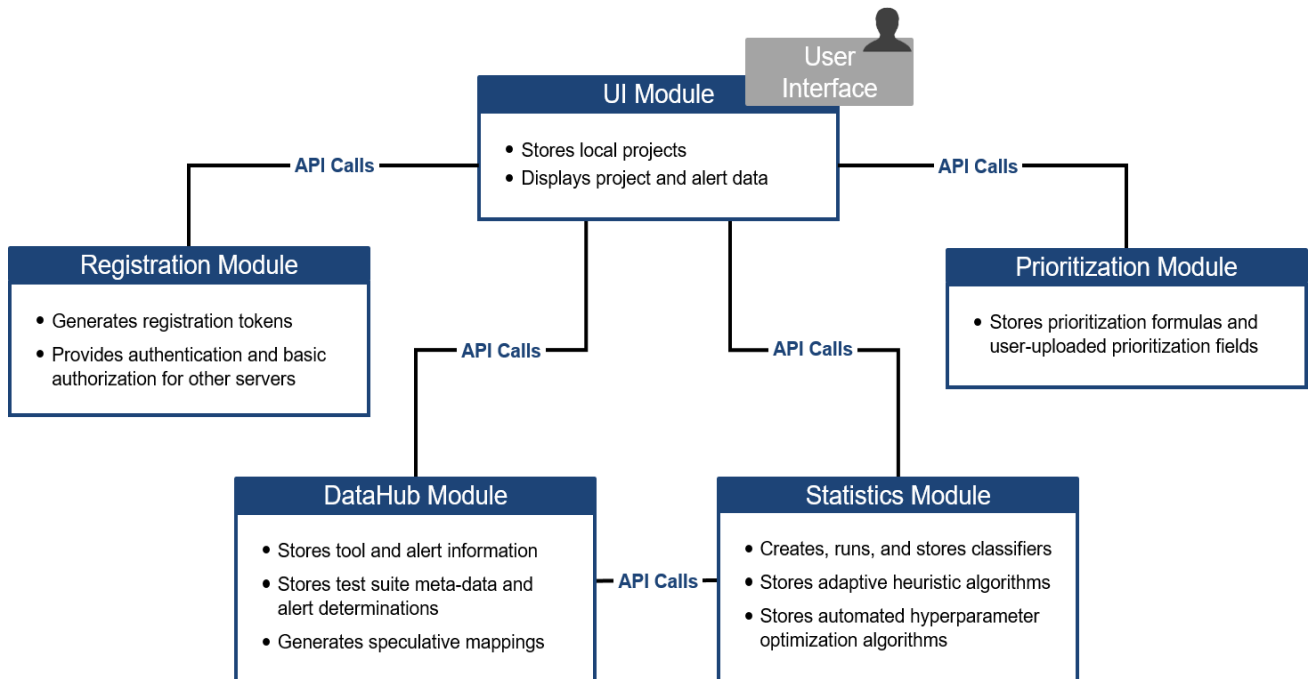 User
Interface
UI Module
• Stores local projects
• Displays project and alert data
API Calls
API Calls
Registration Module
• Generates registration tokens
• Provides authentication and basic
authorization for other servers
Prioritization Module
• Stores prioritization formulas and
user-uploaded prioritization fields
API Calls
API Calls
DataHub Module
• Stores tool and alert information
• Stores test suite meta-data and
alert determinations
• Generates speculative mappings
API Calls
Statistics Module
• Creates, runs, and stores classifiers
• Stores adaptive heuristic algorithms
• Stores automated hyperparameter
optimization algorithms